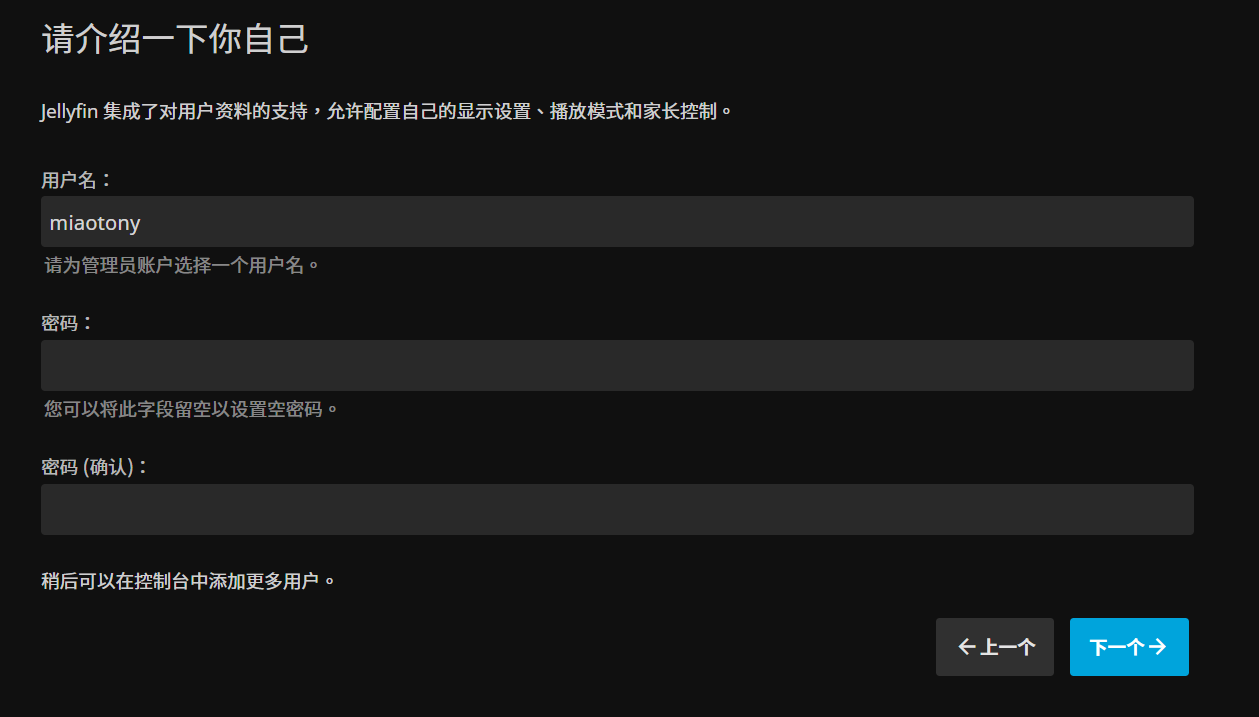 请介绍一下你自己
Jellyfin 集成了对用户资料的支持，允许配置自己的显示设置、播放模式和家长控制。
用户名：
miaotony
请为管理员账户选择一个用户名。
密码：
您可以将此字段留空以设置空密码。
密码 (确认)：
稍后可以在控制台中添加更多用户。
←上一个 下一个→